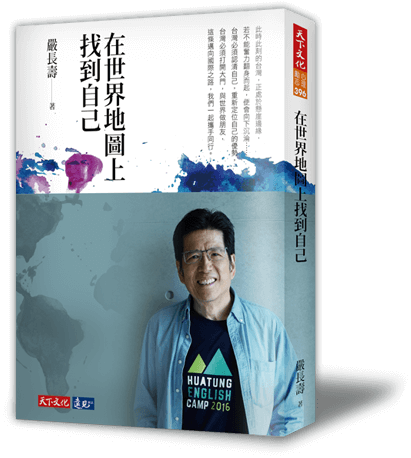 在世界地圖上
找到自己
嚴長壽——著
此時此刻的台灣，正處於懸崖邊緣，
若不能奮力翻身而起，便會向下沉淪…
台灣必須認清自己，重新定位自己的優勢
台灣必須打開大門，與世界做朋友，
這條邁向國際之路，我們一起攜手同行。
HUATUNG
ENGLISH
CAMP 2016
天下文化
遠見
天下文化
396
在世界地圖上找到自己
嚴長壽
著